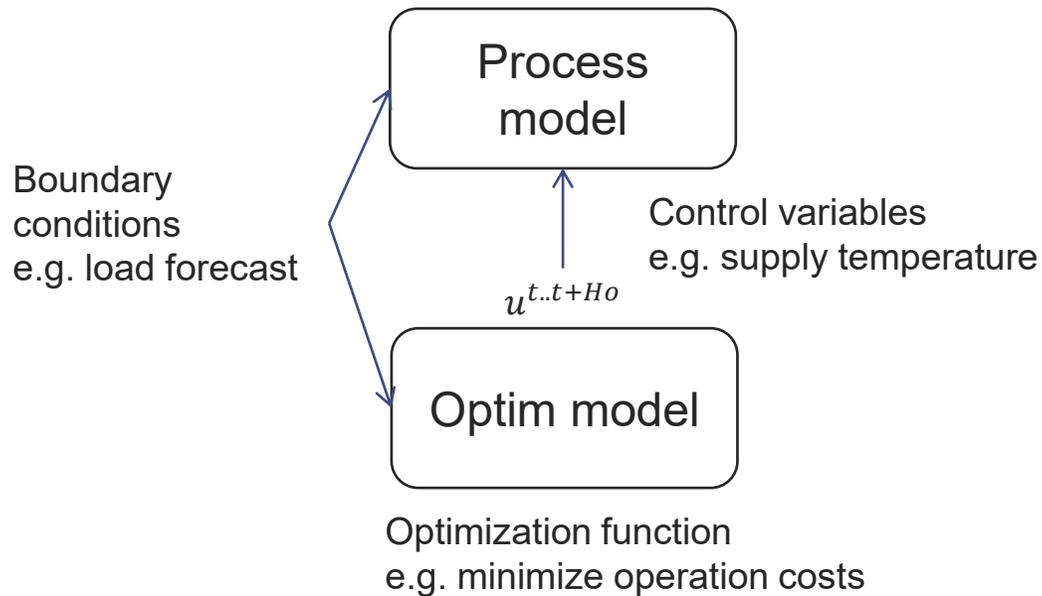 Process
model
Boundary
conditions
e.g. load forecast
Control variables
e.g. supply temperature
u^{t..t+Ho}
Optim model
Optimization function
e.g. minimize operation costs